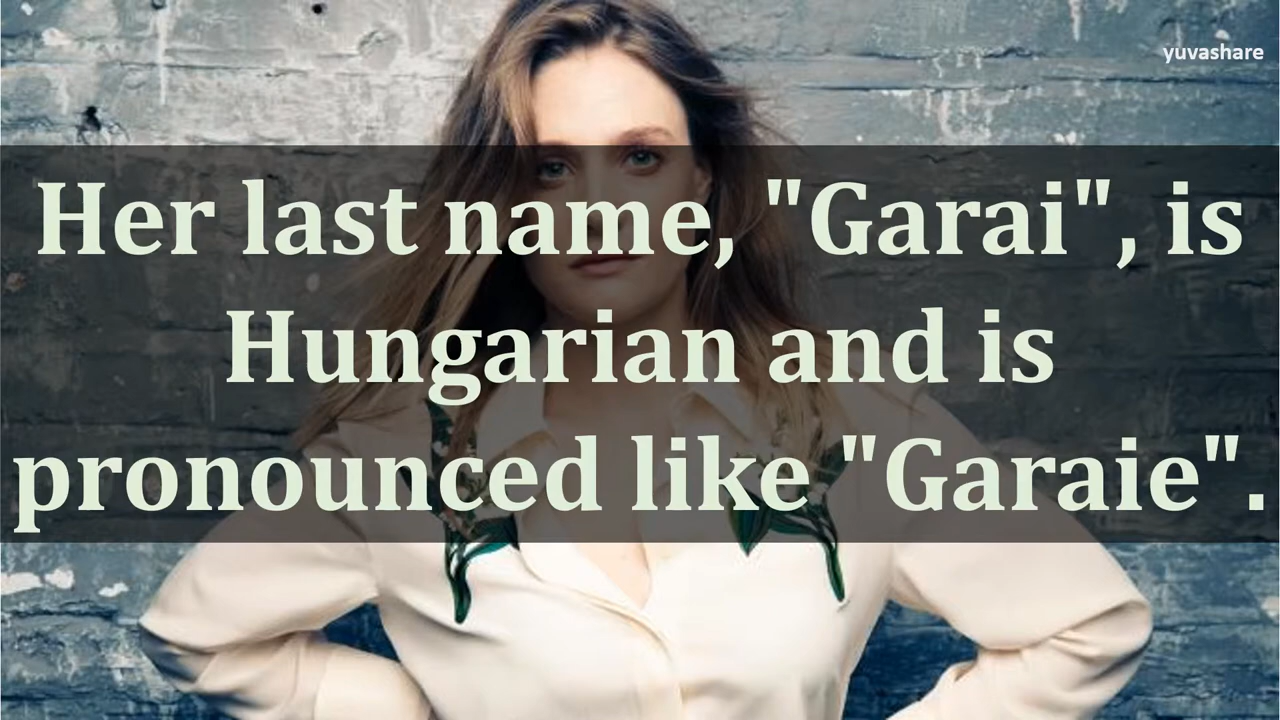 yuvashare
Her last name, "Garai", is
Hungarian and is
pronounced like "Garaie".